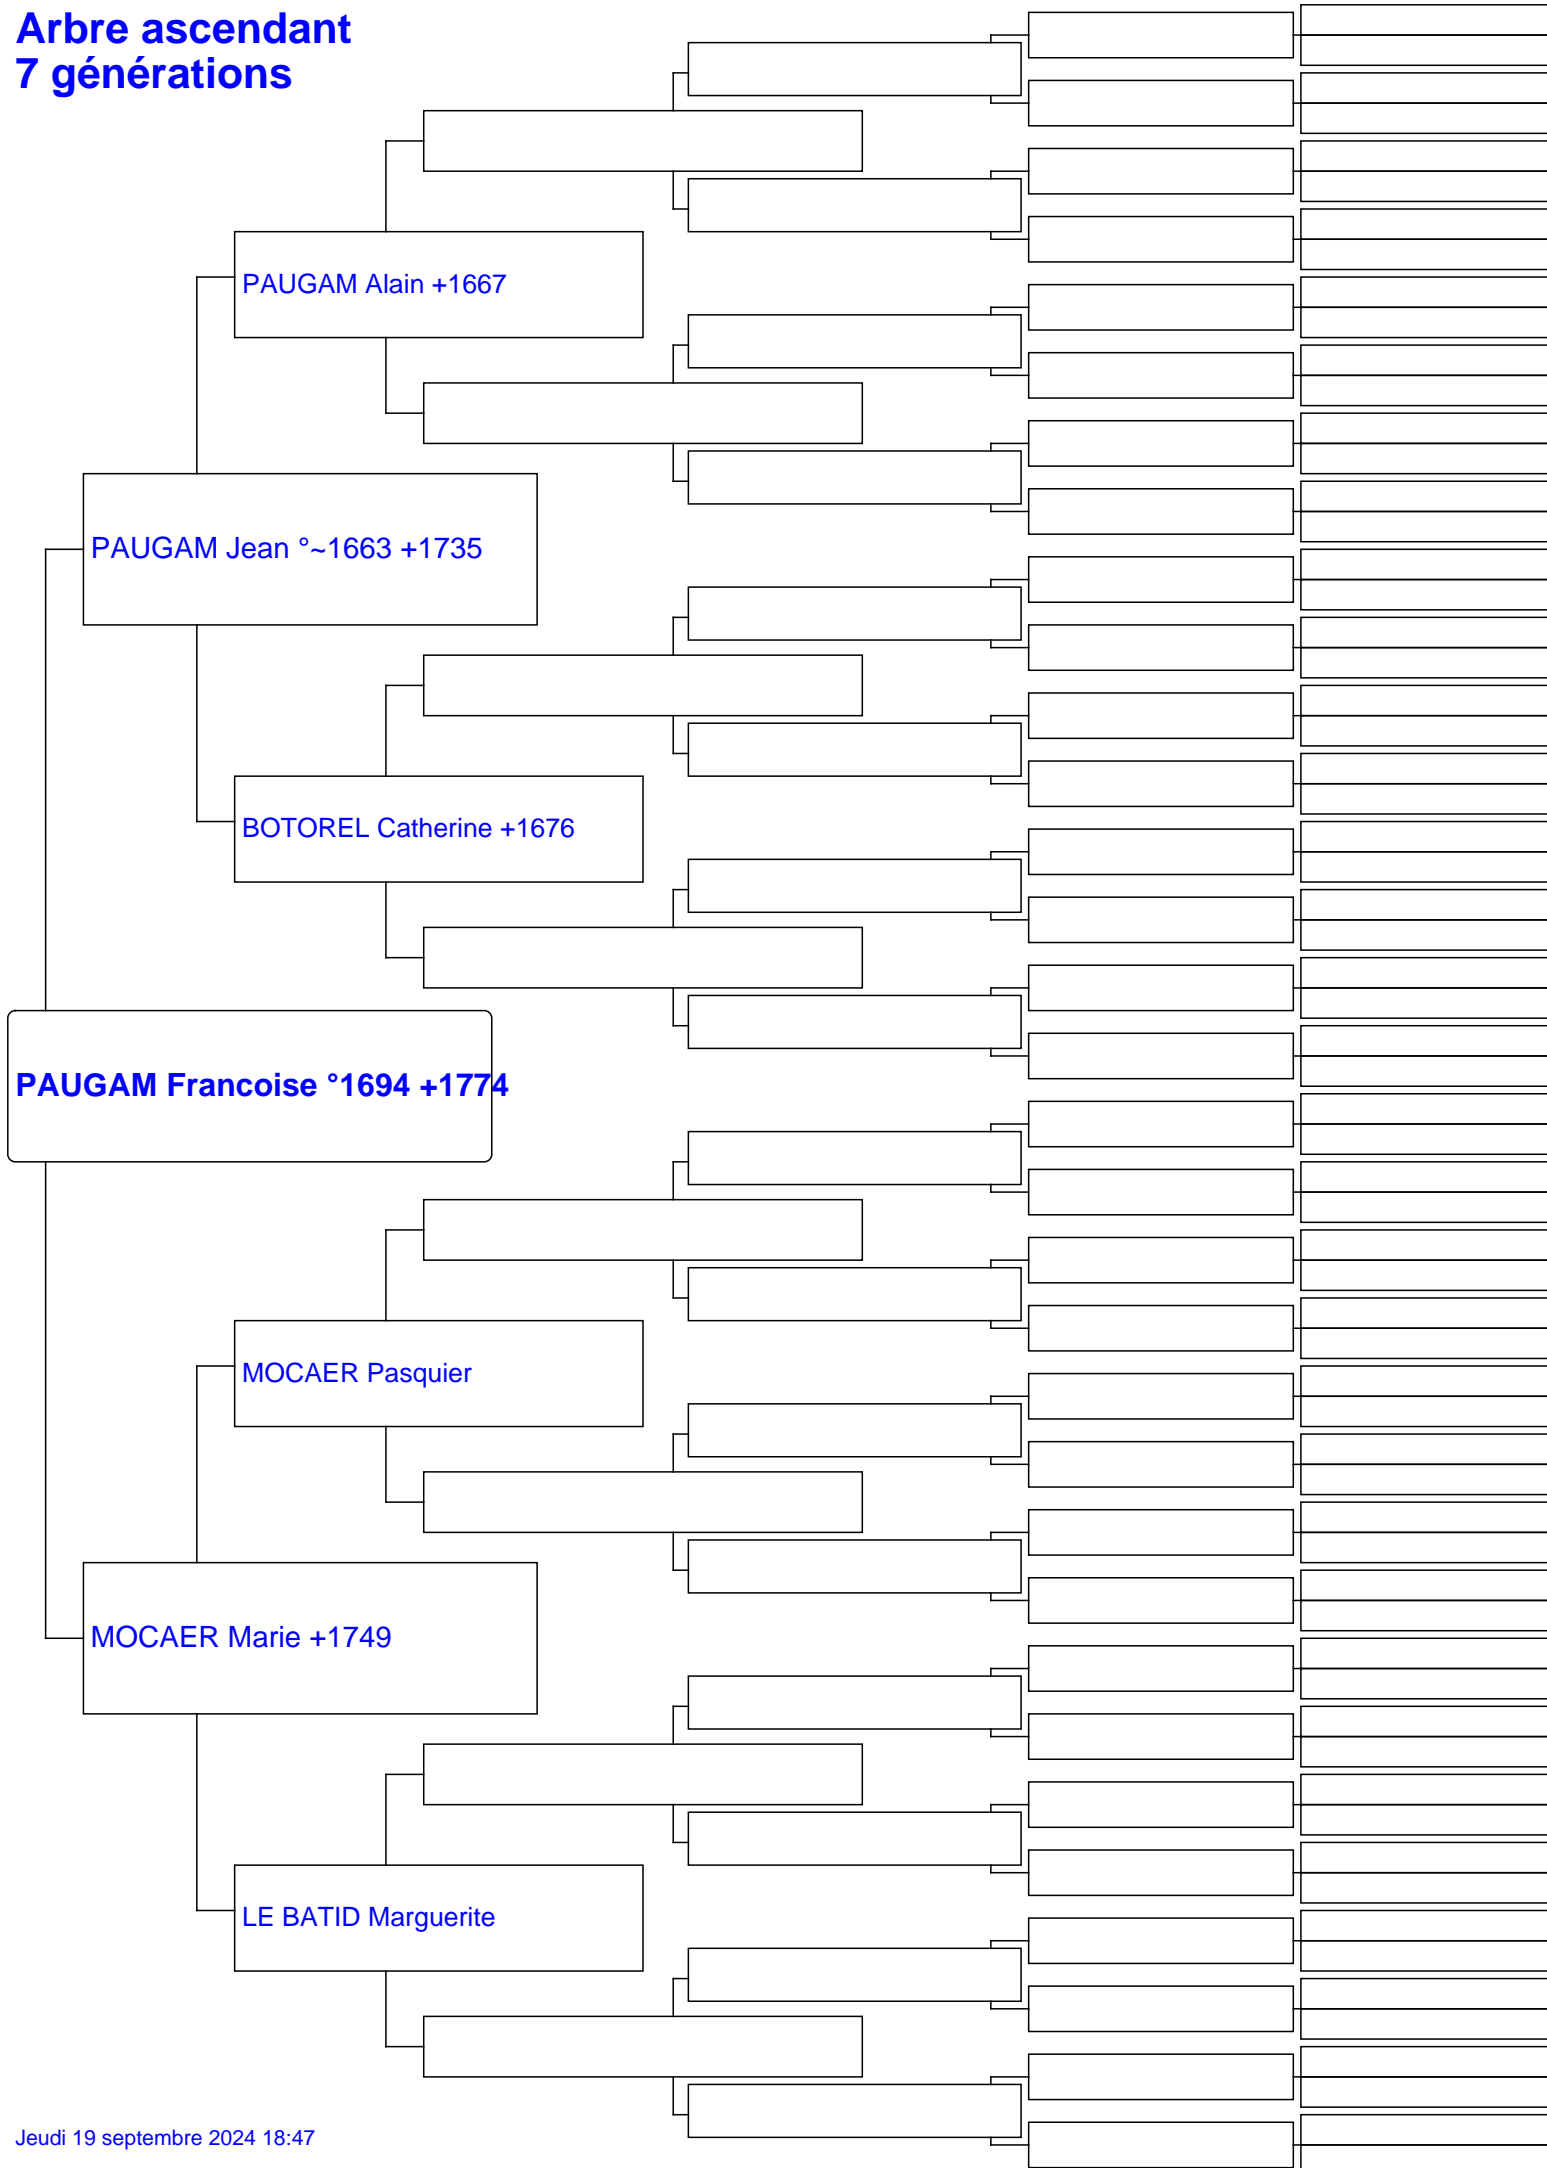 Arbre ascendant
7 générations
PAUGAM Alain +1667
PAUGAM Jean °~1663 +1735
BOTOREL Catherine +1676
PAUGAM Francoise °1694 +1774
MOCAER Pasquier
MOCAER Marie +1749
LE BATID Marguerite
Jeudi 19 septembre 2024 18:47